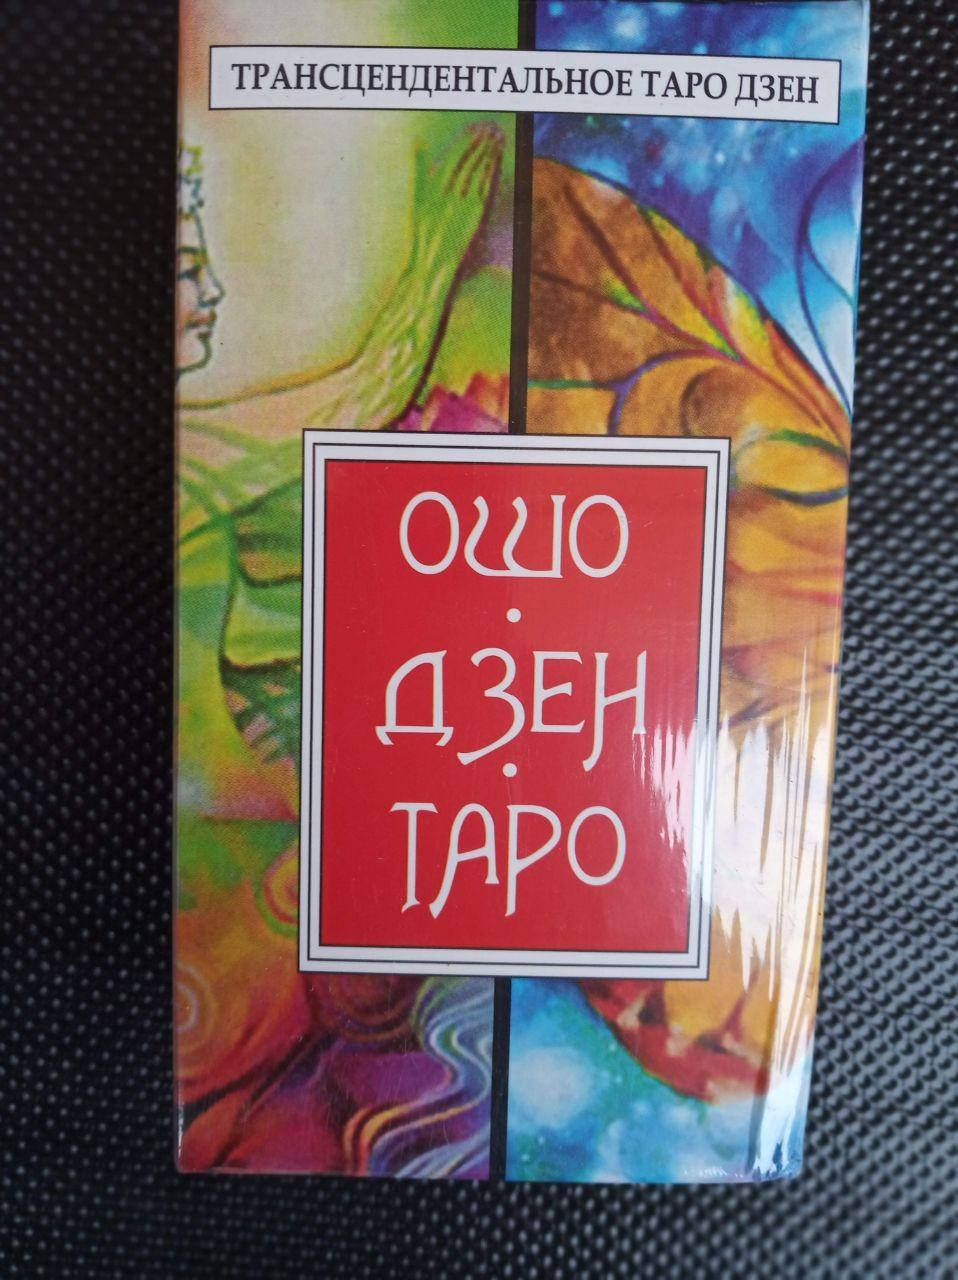 ТРАНСЦЕНДЕНТАЛЬНОЕ ТАРО ДЗЕН
ОШО
·
ДЗЕН
·
ТАРО